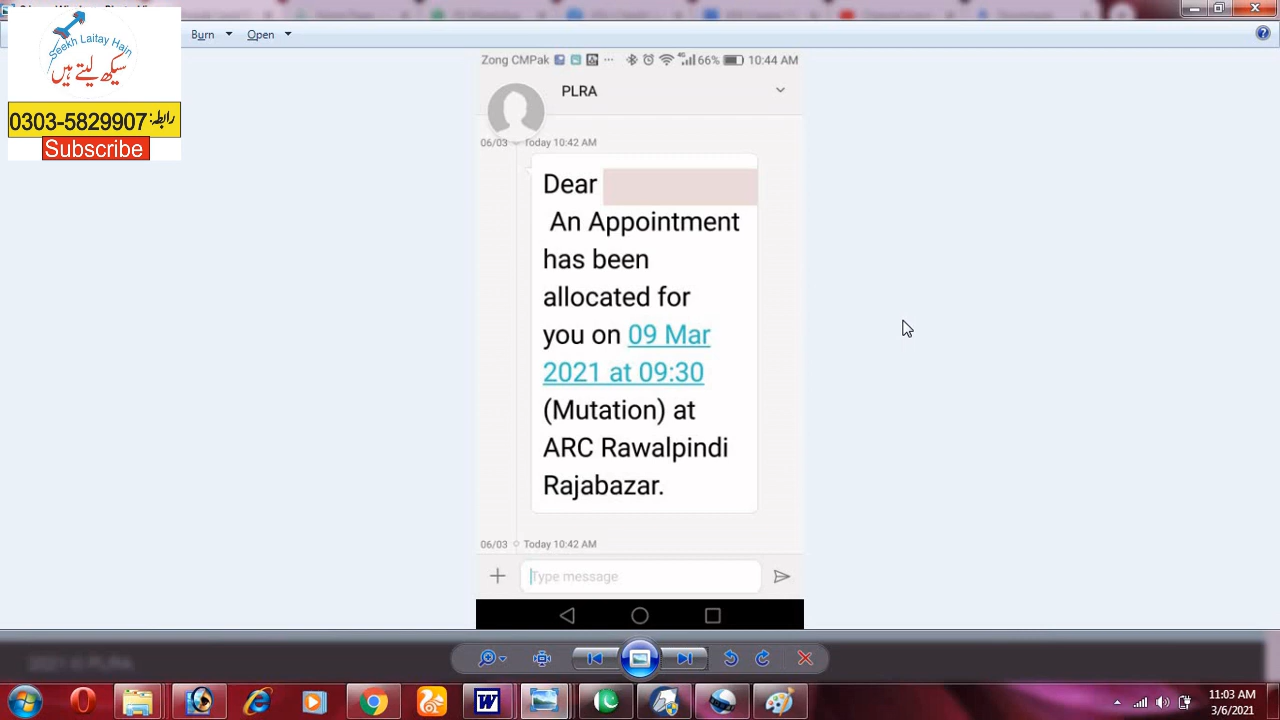 Burn
Open
Seekh Laitay Hain
سیکھ لیتے ہیں
رابطہ: 0303-5829907
Subscribe
Zong CMPak ... 4G 66% 10:44 AM
PLRA
06/03 Today 10:42 AM
Dear
An Appointment
has been
allocated for
you on 09 Mar
2021 at 09:30
(Mutation) at
ARC Rawalpindi
Rajabazar.
06/03 Today 10:42 AM
Type message
11:03 AM
3/6/2021